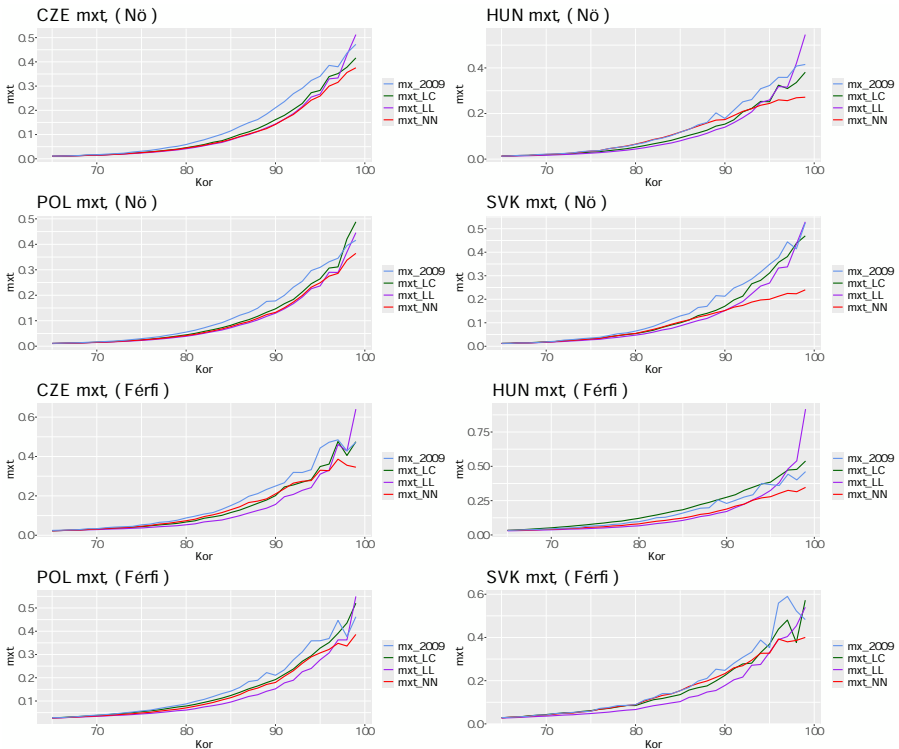 CZE mxt, ( Nö )
0.5
0.4
0.3
0.2
0.1
0.0
mxt
70
80
90
100
Kor
mx_2009
mxt_LC
mxt_LL
mxt_NN
HUN mxt, ( Nö )
0.4
0.2
0.0
mxt
70
80
90
100
Kor
mx_2009
mxt_LC
mxt_LL
mxt_NN
POL mxt, ( Nö )
0.5
0.4
0.3
0.2
0.1
0.0
mxt
70
80
90
100
Kor
mx_2009
mxt_LC
mxt_LL
mxt_NN
SVK mxt, ( Nö )
0.5
0.4
0.3
0.2
0.1
0.0
mxt
70
80
90
100
Kor
mx_2009
mxt_LC
mxt_LL
mxt_NN
CZE mxt, ( Férfi )
0.6
0.4
0.2
0.0
mxt
70
80
90
100
Kor
mx_2009
mxt_LC
mxt_LL
mxt_NN
HUN mxt, ( Férfi )
0.75
0.50
0.25
0.00
mxt
70
80
90
100
Kor
mx_2009
mxt_LC
mxt_LL
mxt_NN
POL mxt, ( Férfi )
0.5
0.4
0.3
0.2
0.1
mxt
70
80
90
100
Kor
mx_2009
mxt_LC
mxt_LL
mxt_NN
SVK mxt, ( Férfi )
0.6
0.4
0.2
0.0
mxt
70
80
90
100
Kor
mx_2009
mxt_LC
mxt_LL
mxt_NN